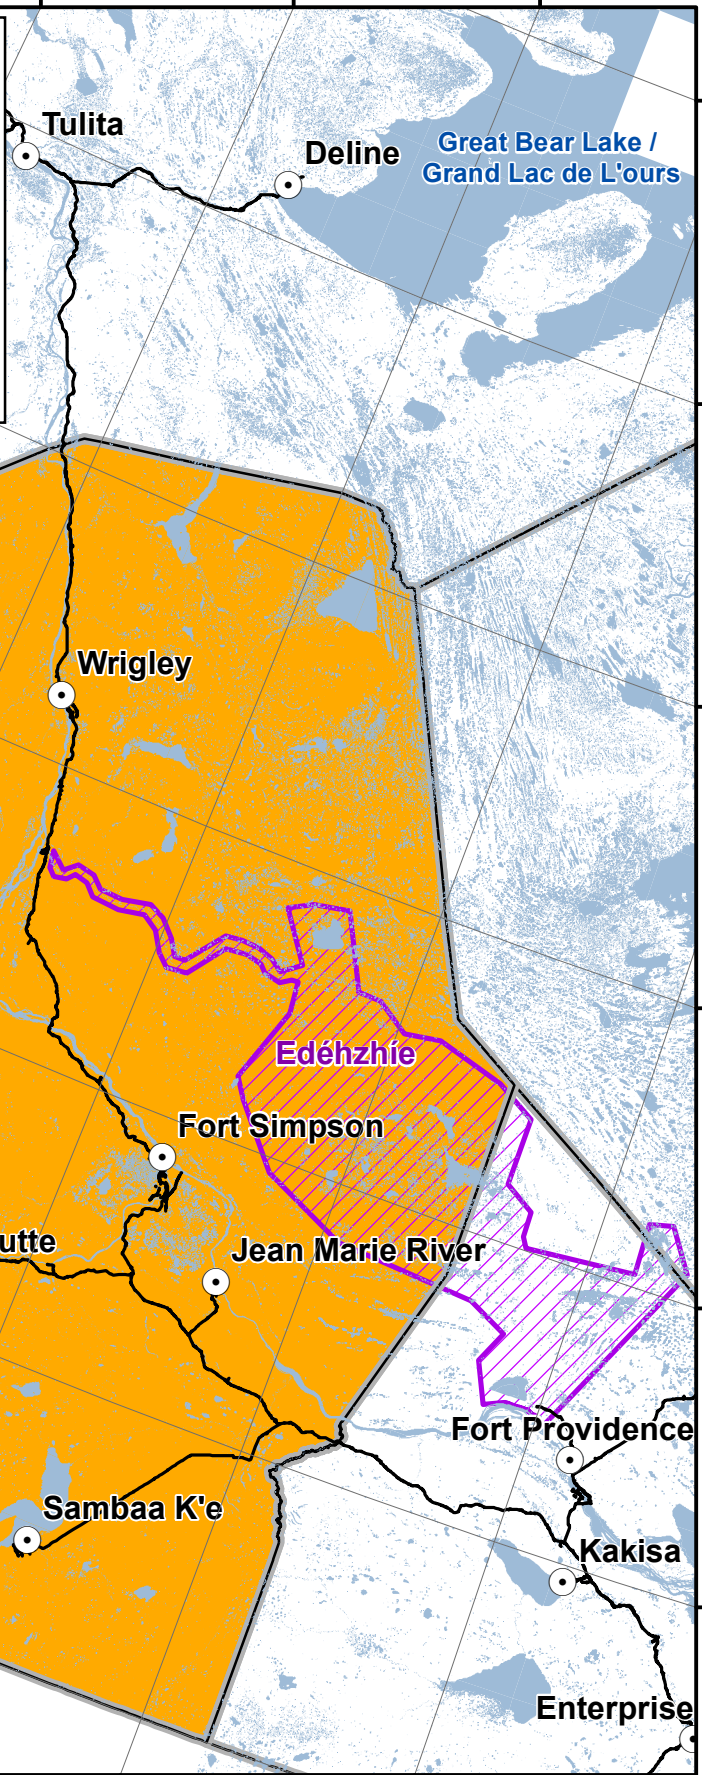 Tulita
Deline
Great Bear Lake /
Grand Lac de L'ours
Wrigley
Edéhzhíe
Fort Simpson
utte
Jean Marie River
Fort Providence
Sambaa K'e
Kakisa
Enterprise